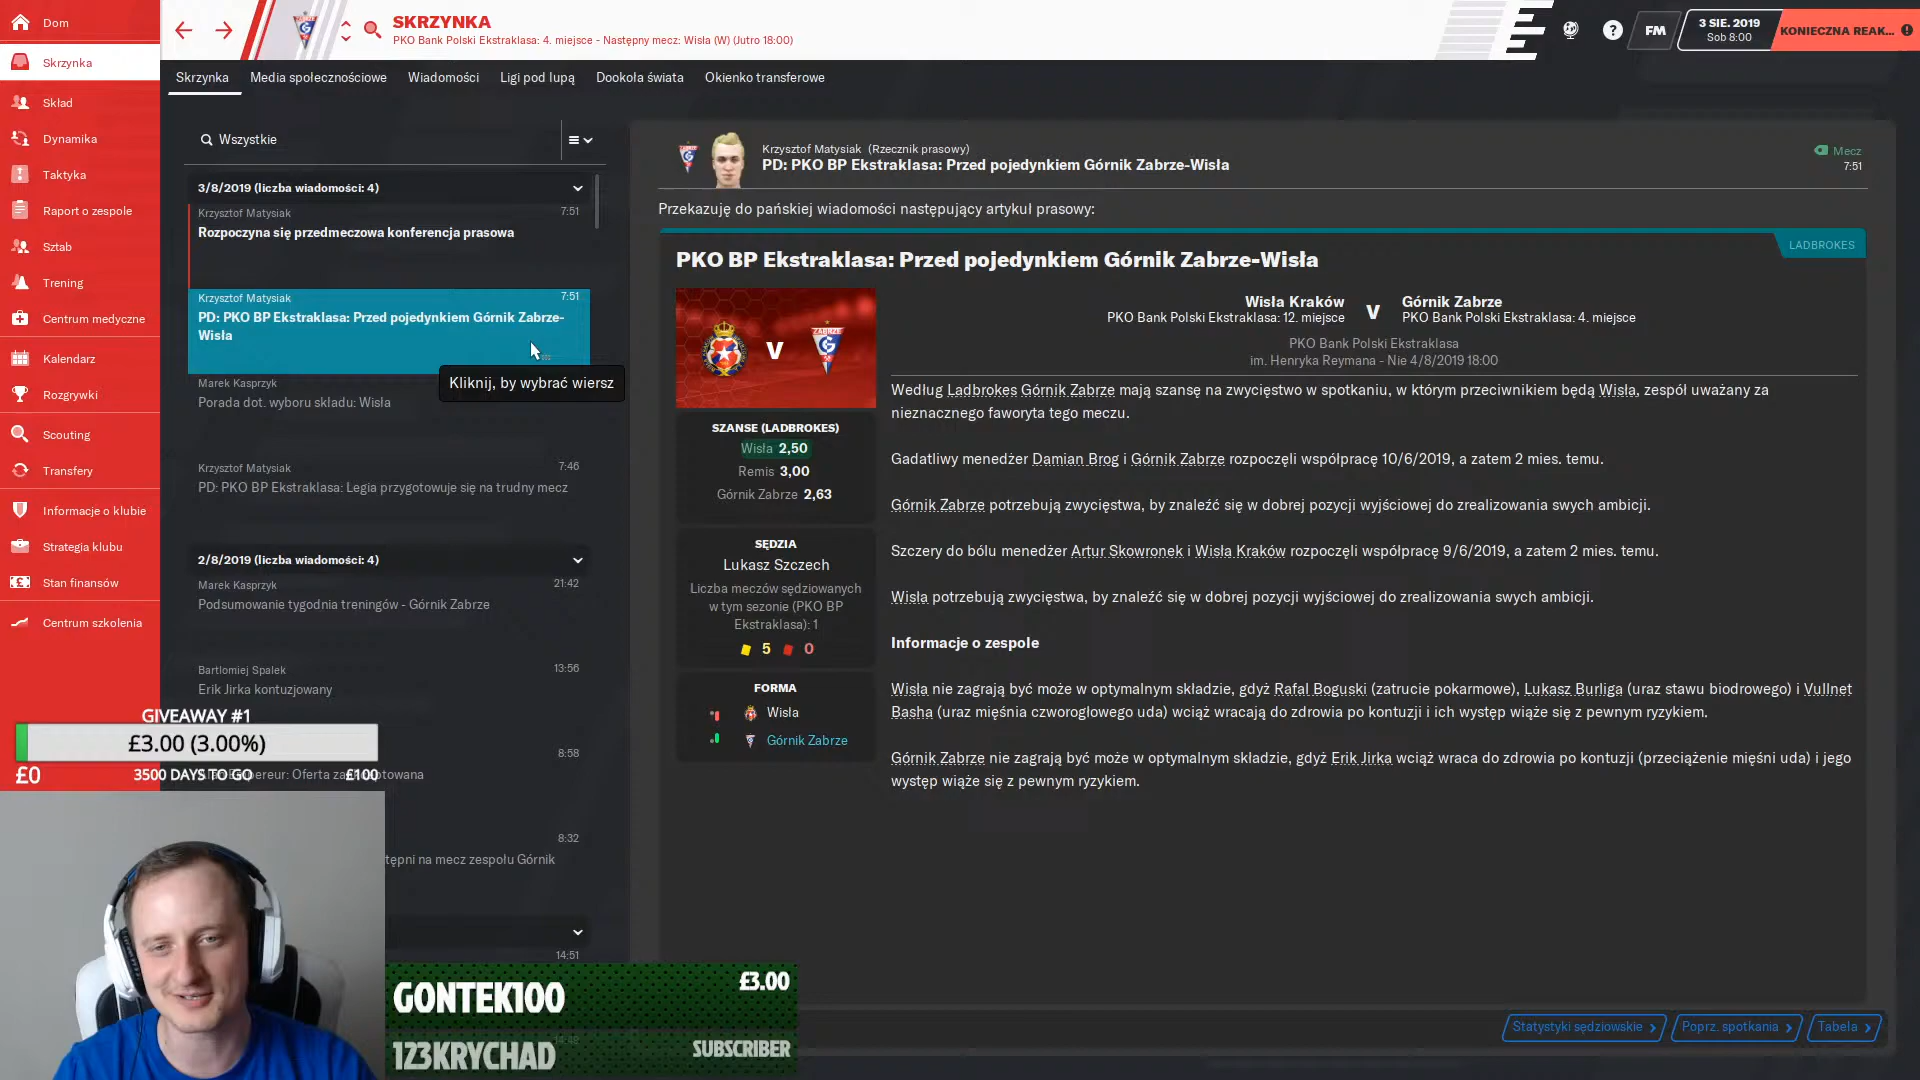 Dom
Skrzynka
Skład
Dynamika
Taktyka
Raport o zespole
Sztab
Trening
Centrum medyczne
Kalendarz
Rozgrywki
Scouting
Transfery
Informacje o klubie
Strategia klubu
Stan finansów
Centrum szkolenia
SKRZYNKA
PKO Bank Polski Ekstraklasa: 4. miejsce - Następny mecz: Wisła (W) (Jutro 18:00)
FM
3 SIE. 2019
Sob 8:00
KONIECZNA REAK...
Skrzynka
Media społecznościowe
Wiadomości
Ligi pod lupą
Dookoła świata
Okienko transferowe
Wszystkie
3/8/2019 (liczba wiadomości: 4)
Krzysztof Matysiak 7:51
Rozpoczyna się przedmeczowa konferencja prasowa
Krzysztof Matysiak 7:51
PD: PKO BP Ekstraklasa: Przed pojedynkiem Górnik Zabrze-
Wisła
Kliknij, by wybrać wiersz
Marek Kasprzyk
Porada dot. wyboru składu: Wisła
Krzysztof Matysiak 7:46
PD: PKO BP Ekstraklasa: Legia przygotowuje się na trudny mecz
2/8/2019 (liczba wiadomości: 4)
Marek Kasprzyk 21:42
Podsumowanie tygodnia treningów - Górnik Zabrze
Bartłomiej Spałek 13:56
Erik Jirka kontuzjowany
8:58
Oferta
8:32
mecz zespołu Górnik
14:51
Krzysztof Matysiak (Rzecznik prasowy)
PD: PKO BP Ekstraklasa: Przed pojedynkiem Górnik Zabrze-Wisła
Mecz
7:51
Przekazuję do pańskiej wiadomości następujący artykuł prasowy:
LADBROKES
PKO BP Ekstraklasa: Przed pojedynkiem Górnik Zabrze-Wisła
V
Wisła Kraków
PKO Bank Polski Ekstraklasa: 12. miejsce
V
Górnik Zabrze
PKO Bank Polski Ekstraklasa: 4. miejsce
PKO Bank Polski Ekstraklasa
im. Henryka Reymana - Nie 4/8/2019 18:00
SZANSE (LADBROKES)
Wisła 2,50
Remis 3,00
Górnik Zabrze 2,63
SĘDZIA
Łukasz Szczech
Liczba meczów sędziowanych
w tym sezonie (PKO BP
Ekstraklasa): 1
5 0
FORMA
Wisła
Górnik Zabrze
Według Ladbrokes Górnik Zabrze mają szansę na zwycięstwo w spotkaniu, w którym przeciwnikiem będą Wisła, zespół uważany za
nieznacznego faworyta tego meczu.
Gadatliwy menedżer Damian Brog i Górnik Zabrze rozpoczęli współpracę 10/6/2019, a zatem 2 mies. temu.
Górnik Zabrze potrzebują zwycięstwa, by znaleźć się w dobrej pozycji wyjściowej do zrealizowania swych ambicji.
Szczery do bólu menedżer Artur Skowronek i Wisła Kraków rozpoczęli współpracę 9/6/2019, a zatem 2 mies. temu.
Wisła potrzebują zwycięstwa, by znaleźć się w dobrej pozycji wyjściowej do zrealizowania swych ambicji.
Informacje o zespole
Wisła nie zagrają być może w optymalnym składzie, gdyż Rafał Boguski (zatrucie pokarmowe), Łukasz Burliga (uraz stawu biodrowego) i Vullnet
Basha (uraz mięśnia czworogłowego uda) wciąż wracają do zdrowia po kontuzji i ich występ wiąże się z pewnym ryzykiem.
Górnik Zabrze nie zagrają być może w optymalnym składzie, gdyż Erik Jirka wciąż wraca do zdrowia po kontuzji (przeciążenie mięśni uda) i jego
występ wiąże się z pewnym ryzykiem.
Statystyki sędziowskie
Poprz. spotkania
Tabela
GIVEAWAY #1
£3.00 (3.00%)
£0
3500 DAYS TO GO
£100
GONTEK100
£3.00
123KRYCHAD
SUBSCRIBER